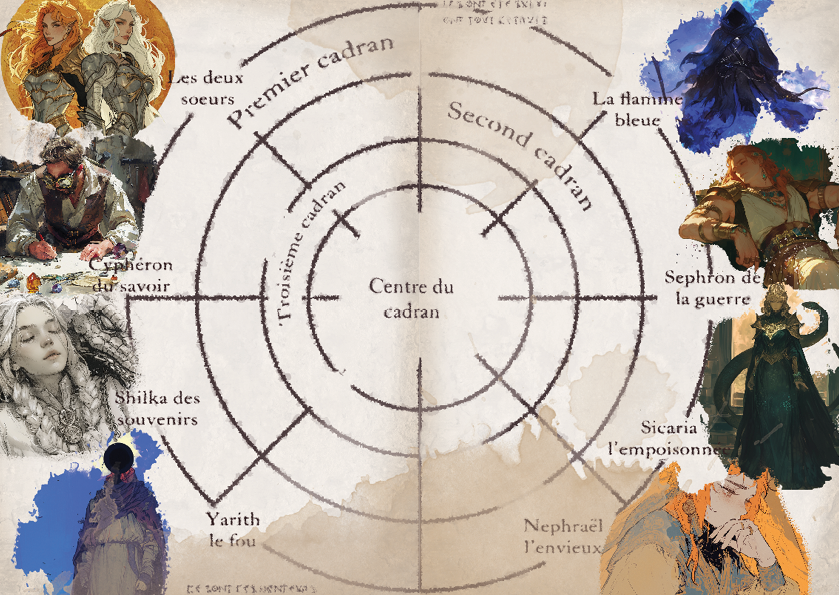 Premier cadran
Second cadran
Troisième cadran
Centre du
cadran
Les deux
soeurs
La flamme
bleue
Cyphéron
du savoir
Sephron de
la guerre
Shilka des
souvenirs
Sicaria
l'empoisonne
Yarith
le fou
Nephraël
l'envieux